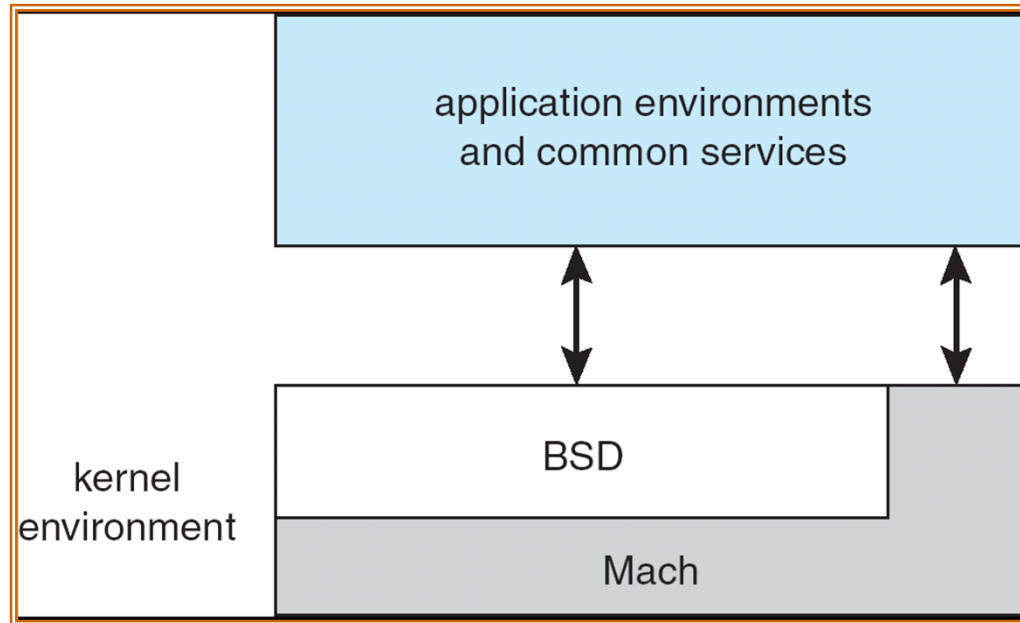 application environments
and common services
BSD
kernel
environment
Mach